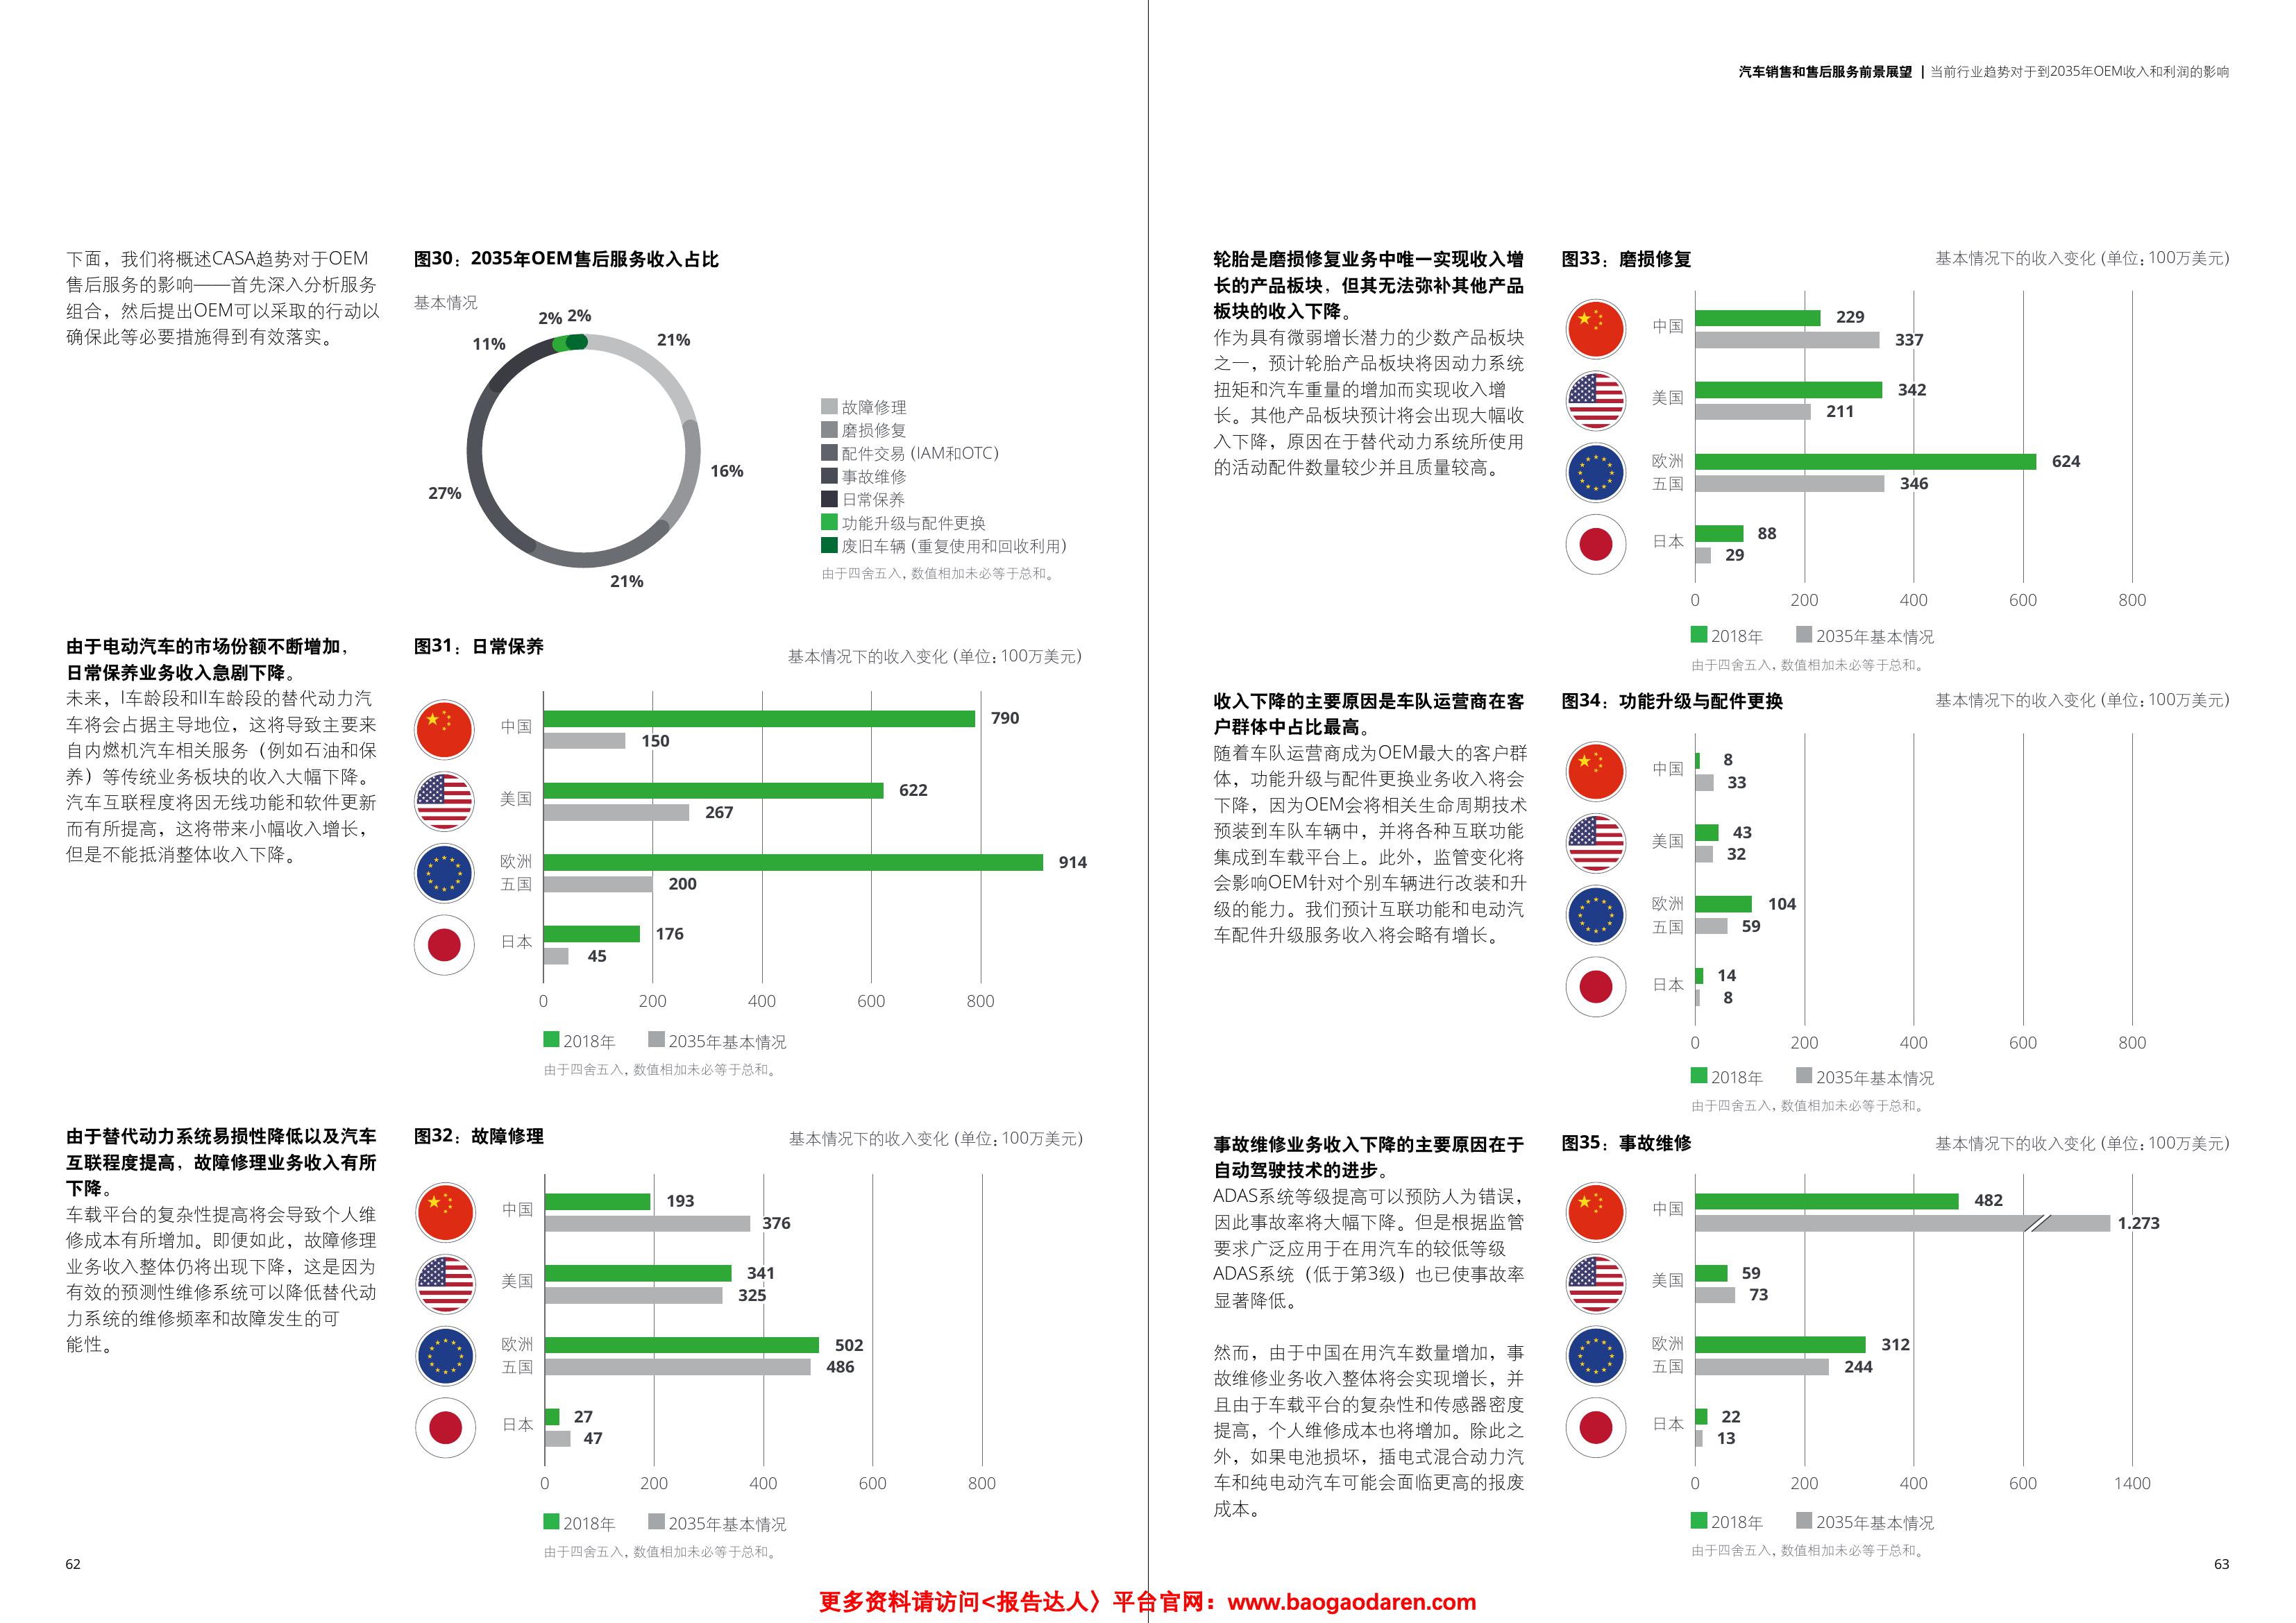 汽车销售和售后服务前景展望 | 当前行业趋势对于到2035年OEM收入和利润的影响
下面，我们将概述CASA趋势对于OEM
售后服务的影响——首先深入分析服务
组合，然后提出OEM可以采取的行动以
确保此等必要措施得到有效落实。
图30：2035年OEM售后服务收入占比
基本情况
2% 2%
21%
11%
16%
27%
21%
故障修理
磨损修复
配件交易 (IAM和OTC)
事故维修
日常保养
功能升级与配件更换
废旧车辆 (重复使用和回收利用)
由于四舍五入，数值相加未必等于总和。
由于电动汽车的市场份额不断增加，
日常保养业务收入急剧下降。
未来，I车龄段和II车龄段的替代动力汽
车将会占据主导地位，这将导致主要来
自内燃机汽车相关服务（例如石油和保
养）等传统业务板块的收入大幅下降。
汽车互联程度将因无线功能和软件更新
而有所提高，这将带来小幅收入增长，
但是不能抵消整体收入下降。
图31：日常保养
基本情况下的收入变化 (单位: 100万美元)
中国
790
150
美国
622
267
欧洲
五国
914
200
日本
176
45
0 200 400 600 800
2018年 2035年基本情况
由于四舍五入，数值相加未必等于总和。
由于替代动力系统易损性降低以及汽车
互联程度提高，故障修理业务收入有所
下降。
车载平台的复杂性提高将会导致个人维
修成本有所增加。即便如此，故障修理
业务收入整体仍将出现下降，这是因为
有效的预测性维修系统可以降低替代动
力系统的维修频率和故障发生的可
能性。
图32：故障修理
基本情况下的收入变化 (单位: 100万美元)
中国
193
376
美国
341
325
欧洲
五国
502
486
日本
27
47
0 200 400 600 800
2018年 2035年基本情况
由于四舍五入，数值相加未必等于总和。
62
轮胎是磨损修复业务中唯一实现收入增
长的产品板块，但其无法弥补其他产品
板块的收入下降。
作为具有微弱增长潜力的少数产品板块
之一，预计轮胎产品板块将因动力系统
扭矩和汽车重量的增加而实现收入增
长。其他产品板块预计将会出现大幅收
入下降，原因在于替代动力系统所使用
的活动配件数量较少并且质量较高。
图33：磨损修复
基本情况下的收入变化 (单位: 100万美元)
中国
229
337
美国
342
211
欧洲
五国
624
346
日本
88
29
0 200 400 600 800
2018年 2035年基本情况
由于四舍五入，数值相加未必等于总和。
收入下降的主要原因是车队运营商在客
户群体中占比最高。
随着车队运营商成为OEM最大的客户群
体，功能升级与配件更换业务收入将会
下降，因为OEM会将相关生命周期技术
预装到车队车辆中，并将各种互联功能
集成到车载平台上。此外，监管变化将
会影响OEM针对个别车辆进行改装和升
级的能力。我们预计互联功能和电动汽
车配件升级服务收入将会略有增长。
图34：功能升级与配件更换
基本情况下的收入变化 (单位: 100万美元)
中国
8
33
美国
43
32
欧洲
五国
104
59
日本
14
8
0 200 400 600 800
2018年 2035年基本情况
由于四舍五入，数值相加未必等于总和。
事故维修业务收入下降的主要原因在于
自动驾驶技术的进步。
ADAS系统等级提高可以预防人为错误，
因此事故率将大幅下降。但是根据监管
要求广泛应用于在用汽车的较低等级
ADAS系统（低于第3级）也已使事故率
显著降低。
然而，由于中国在用汽车数量增加，事
故维修业务收入整体将会实现增长，并
且由于车载平台的复杂性和传感器密度
提高，个人维修成本也将增加。除此之
外，如果电池损坏，插电式混合动力汽
车和纯电动汽车可能会面临更高的报废
成本。
图35：事故维修
基本情况下的收入变化 (单位: 100万美元)
中国
482
1.273
美国
59
73
欧洲
五国
312
244
日本
22
13
0 200 400 600 1400
2018年 2035年基本情况
由于四舍五入，数值相加未必等于总和。
63
更多资料请访问<报告达人〉平台官网：www.baogaodaren.com